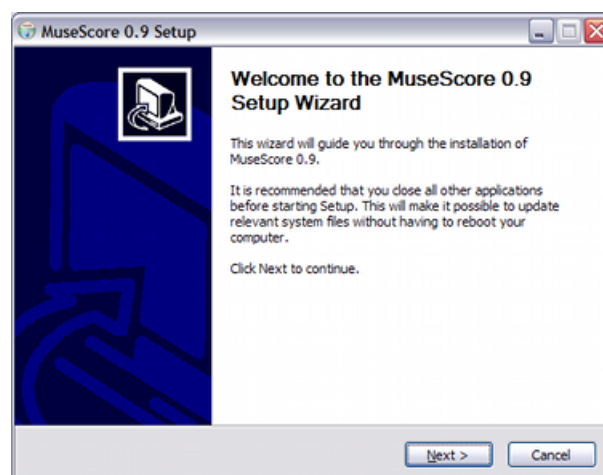 MuseScore 0.9 Setup
Welcome to the MuseScore 0.9
Setup Wizard
This wizard will guide you through the installation of
MuseScore 0.9.
It is recommended that you close all other applications
before starting Setup. This will make it possible to update
relevant system files without having to reboot your
computer.
Click Next to continue.
Next >
Cancel